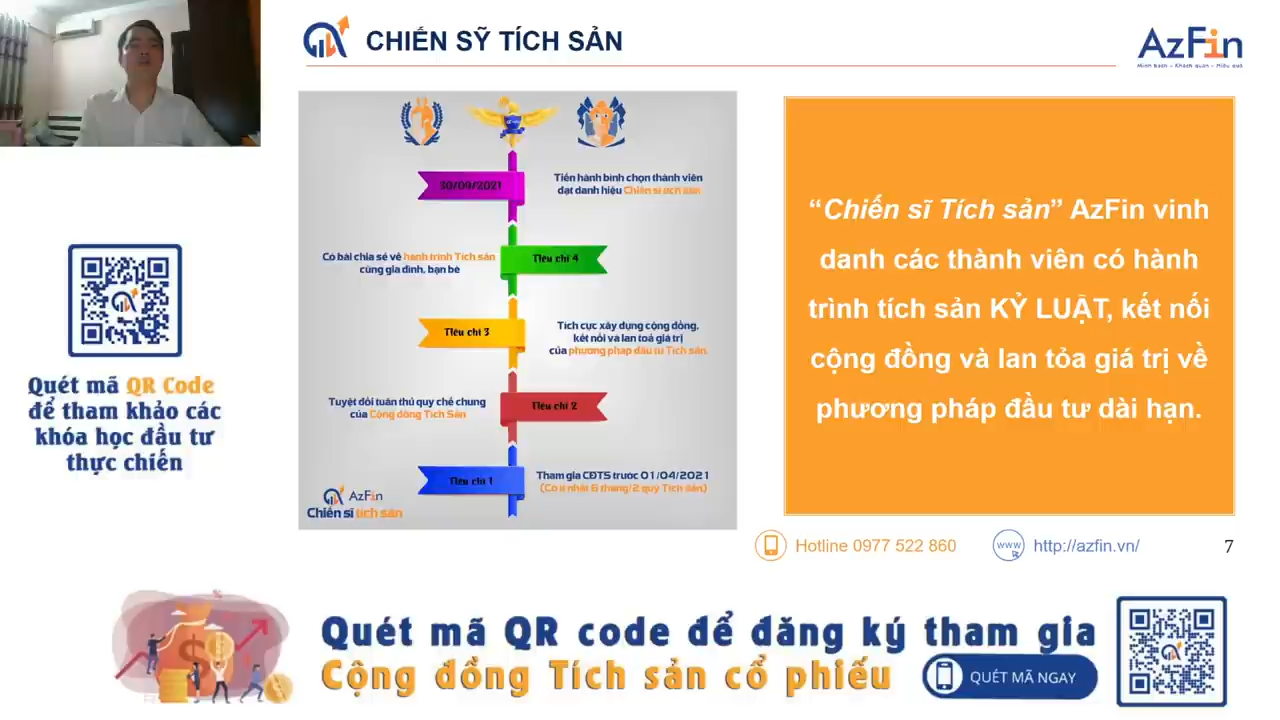 CHIẾN SỸ TÍCH SẢN
AzFin
Minh bạch - Khách quan - Hiệu quả
30/09/2021
Tiến hành bình chọn thành viên
đạt danh hiệu Chiến sĩ tích sản
Có bài chia sẻ về hành trình Tích sản
cùng gia đình, bạn bè
Tiêu chí 4
Tiêu chí 3
Tích cực xây dựng cộng đồng,
kết nối và lan toả giá trị
của phương pháp đầu tư Tích sản.
Tuyệt đối tuân thủ quy chế chung
của Cộng đồng Tích Sản
Tiêu chí 2
Tiêu chí 1
Tham gia CĐTS trước 01/04/2021
(Có ít nhất 6 tháng/2 quý Tích sản)
AzFin
Chiến sĩ tích sản
“Chiến sĩ Tích sản” AzFin vinh
danh các thành viên có hành
trình tích sản KỶ LUẬT, kết nối
cộng đồng và lan tỏa giá trị về
phương pháp đầu tư dài hạn.
Quét mã QR Code
để tham khảo các
khóa học đầu tư
thực chiến
Hotline 0977 522 860
www
http://azfin.vn/
7
Quét mã QR code để đăng ký tham gia
Cộng đồng Tích sản cổ phiếu
QUÉT MÃ NGAY